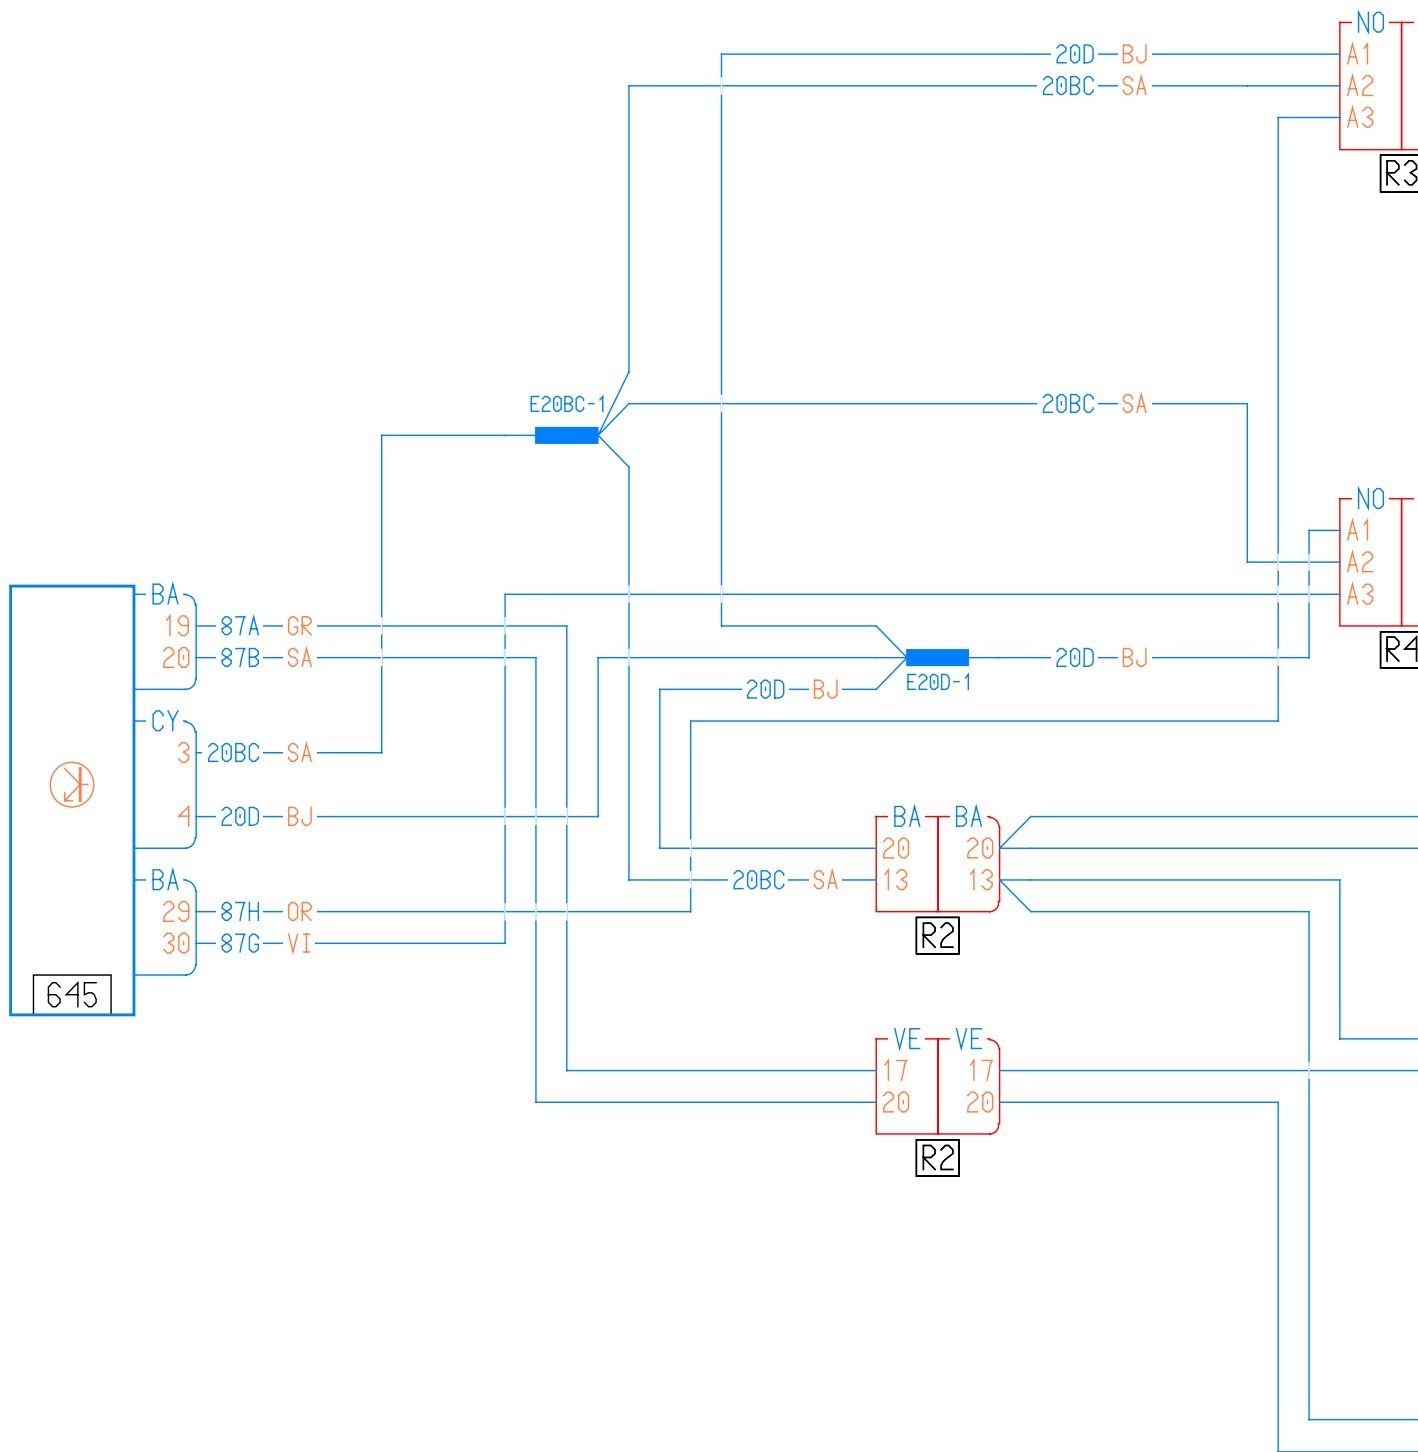 NO
20D BJ A1
20BC SA A2
A3
R3
E20BC-1
20BC SA
NO
A1
A2
A3
R4
BA
19 87A GR
20 87B SA
20D BJ
E20D-1
20D BJ
CY
3 20BC SA
4 20D BJ
BA BA
20 20
20BC SA 13 13
R2
BA
29 87H OR
30 87G VI
645
VE VE
17 17
20 20
R2